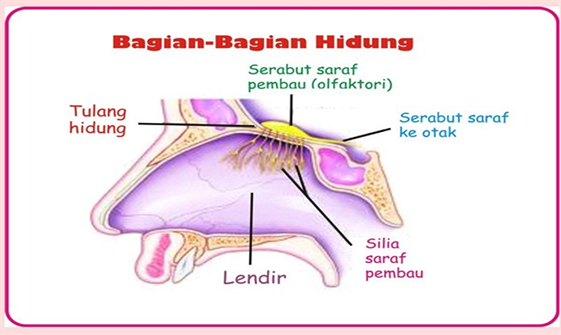 Bagian-Bagian Hidung
Serabut saraf
pembau (olfaktori)
Tulang
hidung
Serabut saraf
ke otak
Silia
saraf
pembau
Lendir